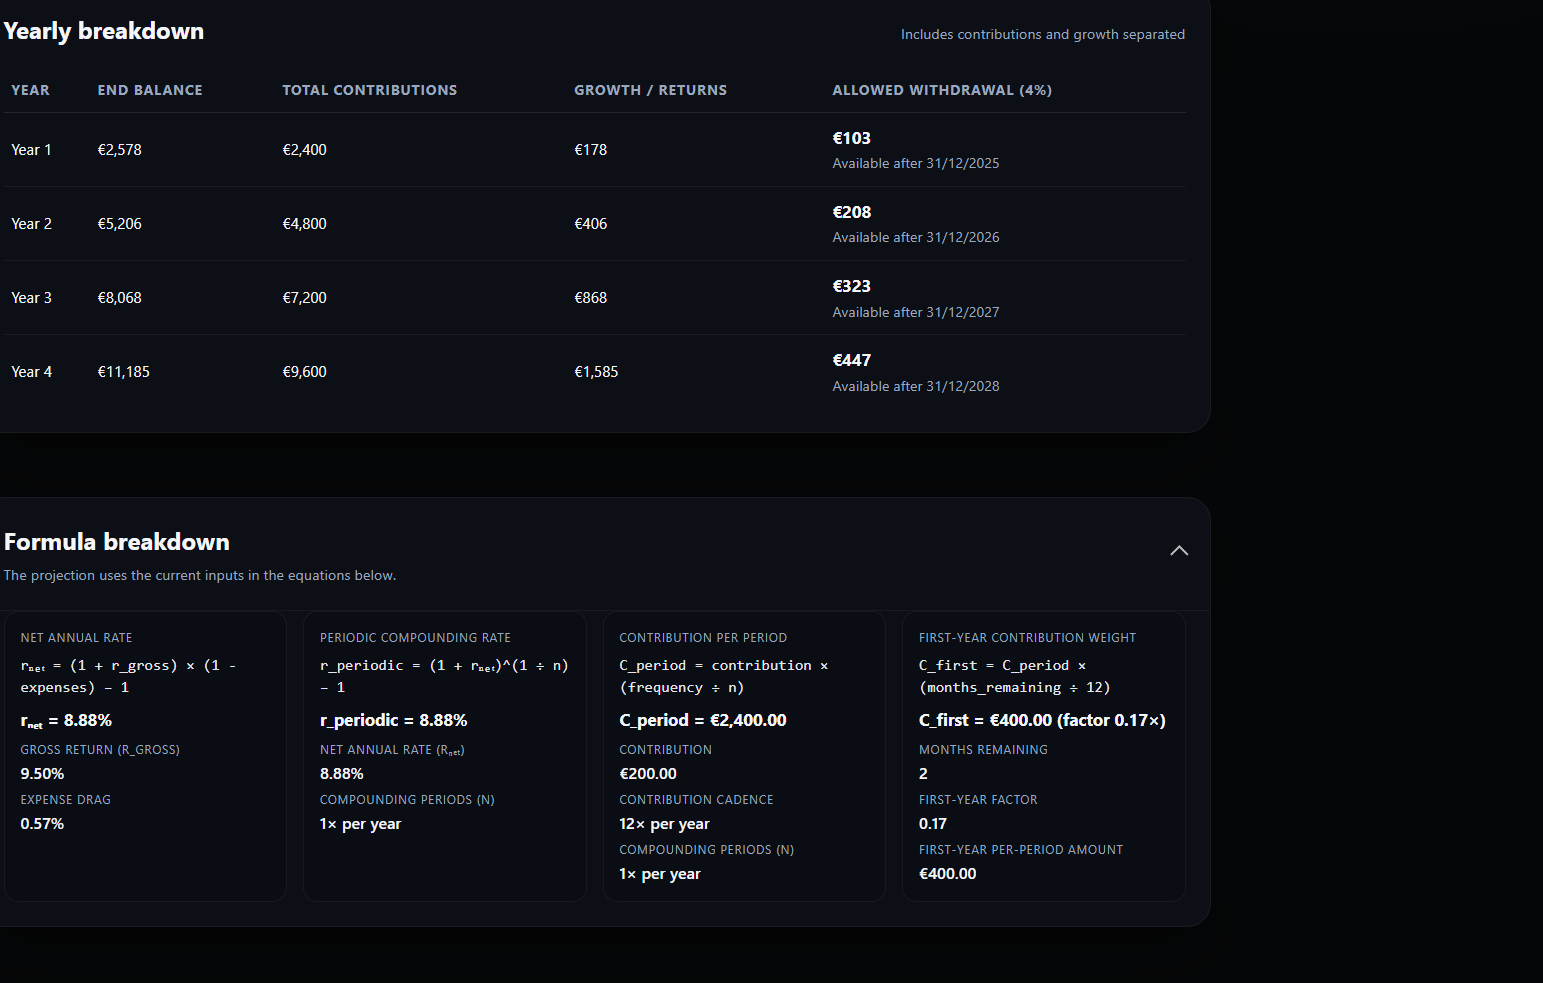 Yearly breakdown
Includes contributions and growth separated
YEAR END BALANCE TOTAL CONTRIBUTIONS GROWTH / RETURNS ALLOWED WITHDRAWAL (4%)
Year 1 €2,578 €2,400 €178 €103
Available after 31/12/2025
Year 2 €5,206 €4,800 €406 €208
Available after 31/12/2026
Year 3 €8,068 €7,200 €868 €323
Available after 31/12/2027
Year 4 €11,185 €9,600 €1,585 €447
Available after 31/12/2028
Formula breakdown
The projection uses the current inputs in the equations below.
NET ANNUAL RATE
rₙₑₜ = (1 + r_gross) × (1 -
expenses) − 1
rₙₑₜ = 8.88%
GROSS RETURN (R_GROSS)
9.50%
EXPENSE DRAG
0.57%
PERIODIC COMPOUNDING RATE
r_periodic = (1 + rₙₑₜ)^(1 ÷ n)
− 1
r_periodic = 8.88%
NET ANNUAL RATE (Rₙₑₜ)
8.88%
COMPOUNDING PERIODS (N)
1× per year
CONTRIBUTION PER PERIOD
C_period = contribution ×
(frequency ÷ n)
C_period = €2,400.00
CONTRIBUTION
€200.00
CONTRIBUTION CADENCE
12× per year
COMPOUNDING PERIODS (N)
1× per year
FIRST-YEAR CONTRIBUTION WEIGHT
C_first = C_period ×
(months_remaining ÷ 12)
C_first = €400.00 (factor 0.17×)
MONTHS REMAINING
2
FIRST-YEAR FACTOR
0.17
FIRST-YEAR PER-PERIOD AMOUNT
€400.00